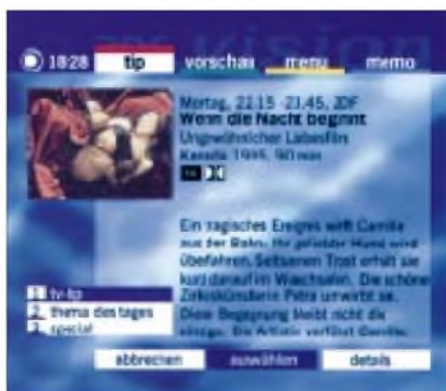 vision
18:28 tip vorschau menu memo
Montag, 22.15 -23.45, ZDF
Wenn die Nacht beginnt
Ungewöhnlicher Liebesfilm
Kanada 1995, 90 min
Ein tragisches Ereignis wirft Camille
aus der Bahn. Ihr geliebter Hund wird
überfahren. Seltsamen Trost erhält sie
kurz darauf im Waschsalon. Die schöne
Zirkuskünstlerin Petra umwirbt sie.
Diese Begegnung bleibt nicht die
einzige. Die Artistin verführt Camille.
1 tv-tip
2 thema des tages
3 special
abbrechen auswählen details